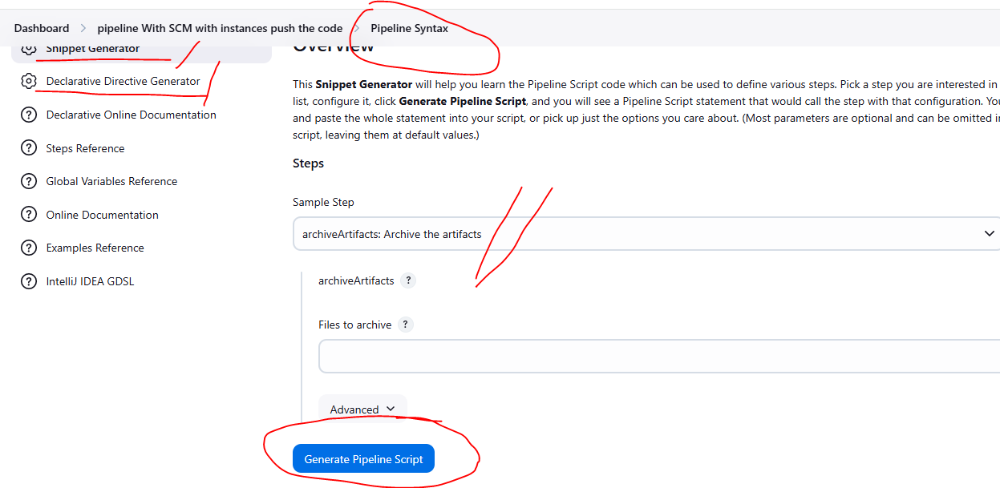 Dashboard > pipeline With SCM with instances push the code > Pipeline Syntax
Snippet Generator
Declarative Directive Generator
Declarative Online Documentation
Steps Reference
Global Variables Reference
Online Documentation
Examples Reference
IntelliJ IDEA GDSL
Overview
This Snippet Generator will help you learn the Pipeline Script code which can be used to define various steps. Pick a step you are interested in
list, configure it, click Generate Pipeline Script, and you will see a Pipeline Script statement that would call the step with that configuration.
and paste the whole statement into your script, or pick up just the options you care about. (Most parameters are optional and can be omitted
script, leaving them at default values.)
Steps
Sample Step
archiveArtifacts: Archive the artifacts
archiveArtifacts ?
Files to archive ?
Advanced
Generate Pipeline Script